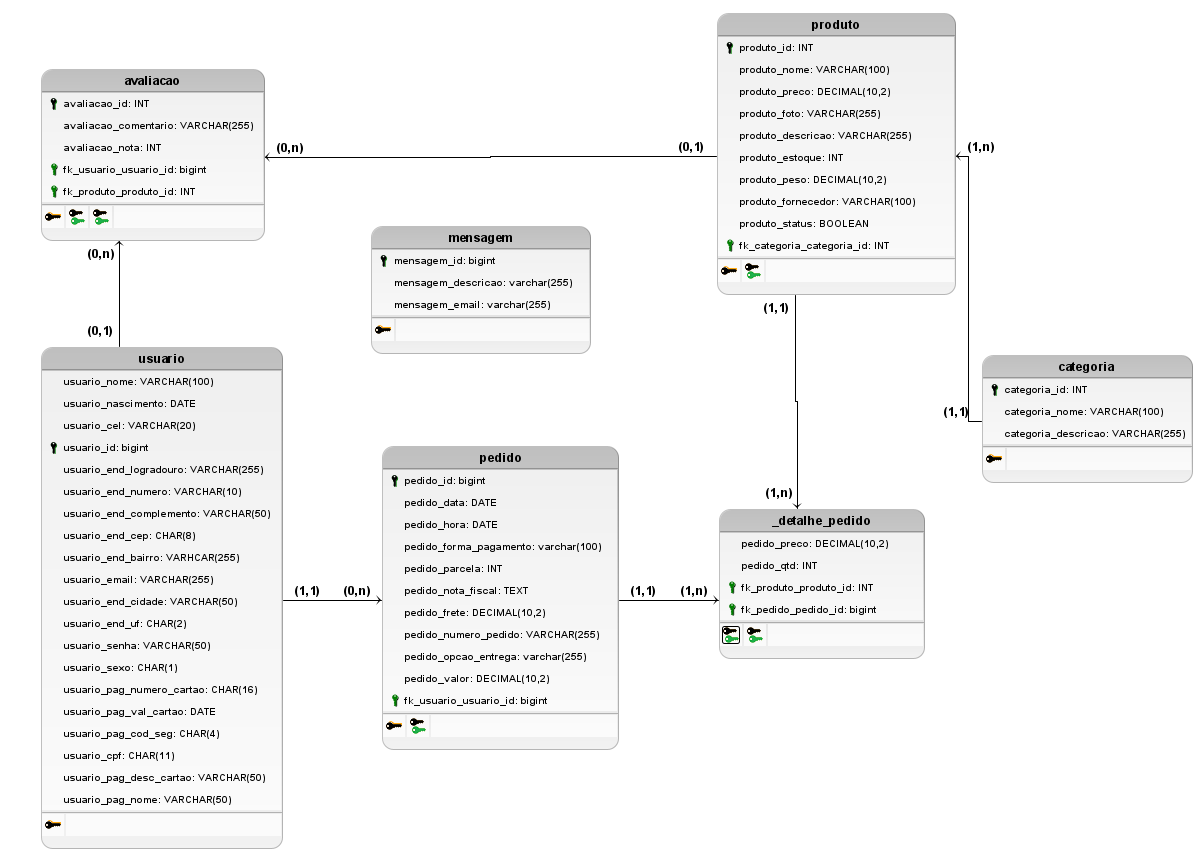 produto
produto_id: INT
produto_nome: VARCHAR(100)
produto_preco: DECIMAL(10,2)
produto_foto: VARCHAR(255)
produto_descricao: VARCHAR(255)
produto_estoque: INT
produto_peso: DECIMAL(10,2)
produto_fornecedor: VARCHAR(100)
produto_status: BOOLEAN
fk_categoria_categoria_id: INT
avaliacao
avaliacao_id: INT
avaliacao_comentario: VARCHAR(255)
avaliacao_nota: INT
fk_usuario_usuario_id: bigint
fk_produto_produto_id: INT
(0,n)
(0,1)
(1,n)
mensagem
mensagem_id: bigint
mensagem_descricao: varchar(255)
mensagem_email: varchar(255)
(0,n)
(0,1)
(1,1)
usuario
usuario_nome: VARCHAR(100)
usuario_nascimento: DATE
usuario_cel: VARCHAR(20)
usuario_id: bigint
usuario_end_logradouro: VARCHAR(255)
usuario_end_numero: VARCHAR(10)
usuario_end_complemento: VARCHAR(50)
usuario_end_cep: CHAR(8)
usuario_end_bairro: VARHCAR(255)
usuario_email: VARCHAR(255)
usuario_end_cidade: VARCHAR(50)
usuario_end_uf: CHAR(2)
usuario_senha: VARCHAR(50)
usuario_sexo: CHAR(1)
usuario_pag_numero_cartao: CHAR(16)
usuario_pag_val_cartao: DATE
usuario_pag_cod_seg: CHAR(4)
usuario_cpf: CHAR(11)
usuario_pag_desc_cartao: VARCHAR(50)
usuario_pag_nome: VARCHAR(50)
categoria
categoria_id: INT
categoria_nome: VARCHAR(100)
categoria_descricao: VARCHAR(255)
(1,1)
pedido
pedido_id: bigint
pedido_data: DATE
pedido_hora: DATE
pedido_forma_pagamento: varchar(100)
pedido_parcela: INT
pedido_nota_fiscal: TEXT
pedido_frete: DECIMAL(10,2)
pedido_numero_pedido: VARCHAR(255)
pedido_opcao_entrega: varchar(255)
pedido_valor: DECIMAL(10,2)
fk_usuario_usuario_id: bigint
(1,n)
_detalhe_pedido
pedido_preco: DECIMAL(10,2)
pedido_qtd: INT
fk_produto_produto_id: INT
fk_pedido_pedido_id: bigint
(1,1)
(0,n)
(1,1)
(1,n)